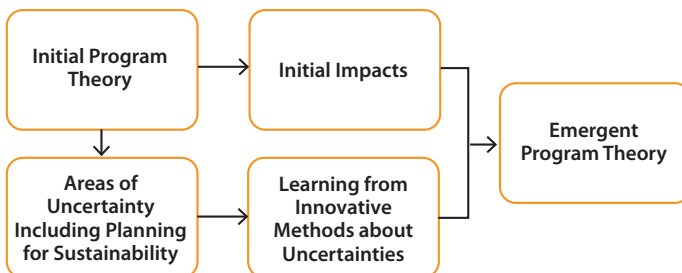 Initial Program
Theory
Initial Impacts
Emergent
Program Theory
Areas of
Uncertainty
Including Planning
for Sustainability
Learning from
Innovative
Methods about
Uncertainties